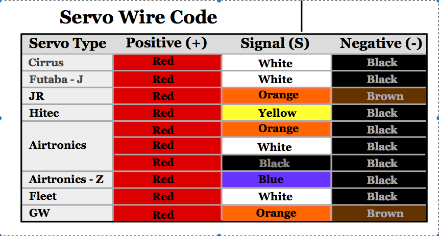 Servo Wire Code
Servo Type Positive (+) Signal (S) Negative (-)
Cirrus Red White Black
Futaba - J Red White Black
JR Red Orange Brown
Hitec Red Yellow Black
Airtronics Red Orange Black
Red White Black
Red Black Black
Airtronics - Z Red Blue Black
Fleet Red White Black
GW Red Orange Brown